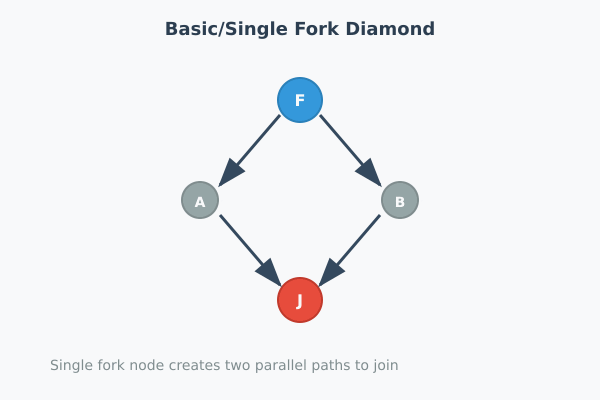 Basic/Single Fork Diamond
F
A
B
J
Single fork node creates two parallel paths to join